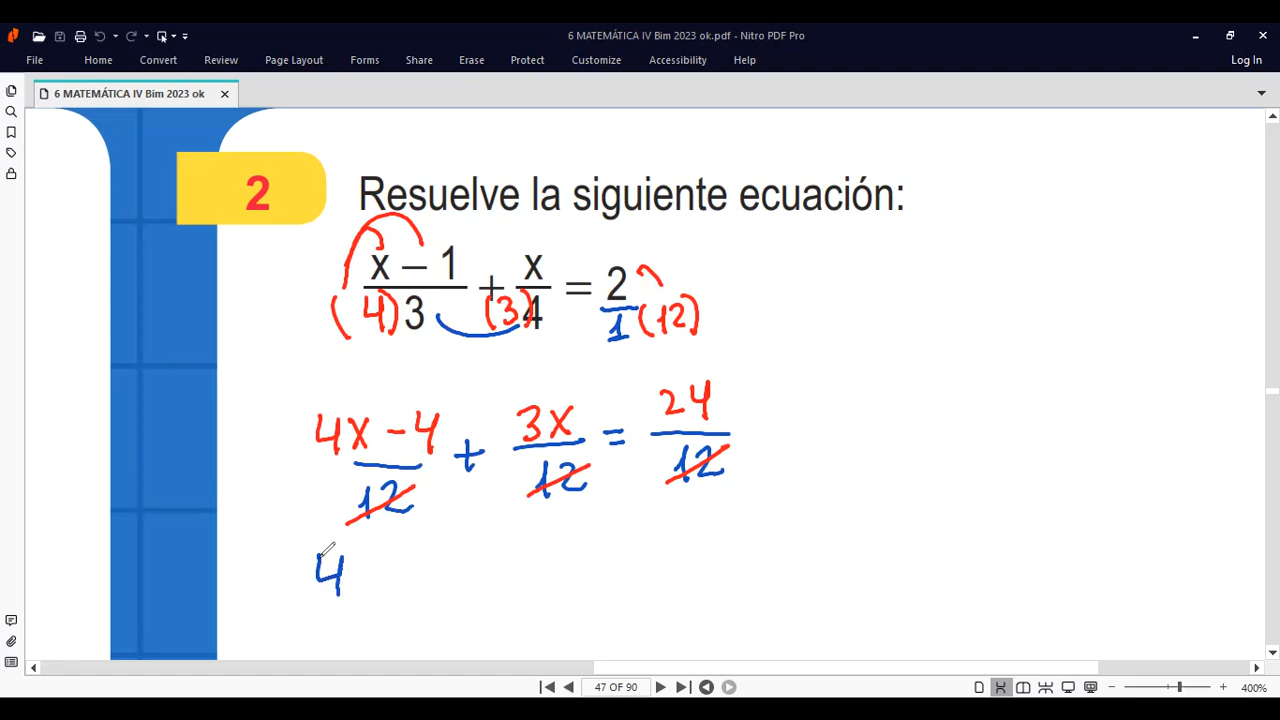 6 MATEMÁTICA IV Bim 2023 ok.pdf - Nitro PDF Pro
File Home Convert Review Page Layout Forms Share Erase Protect Customize Accessibility Help Log In
6 MATEMÁTICA IV Bim 2023 ok
2 Resuelve la siguiente ecuación:
x – 1 x
+ = 2
(4) 3 (3) 4 1 (12)
4x - 4 + 3x = 24
12 12 12
4
47 OF 90 400%